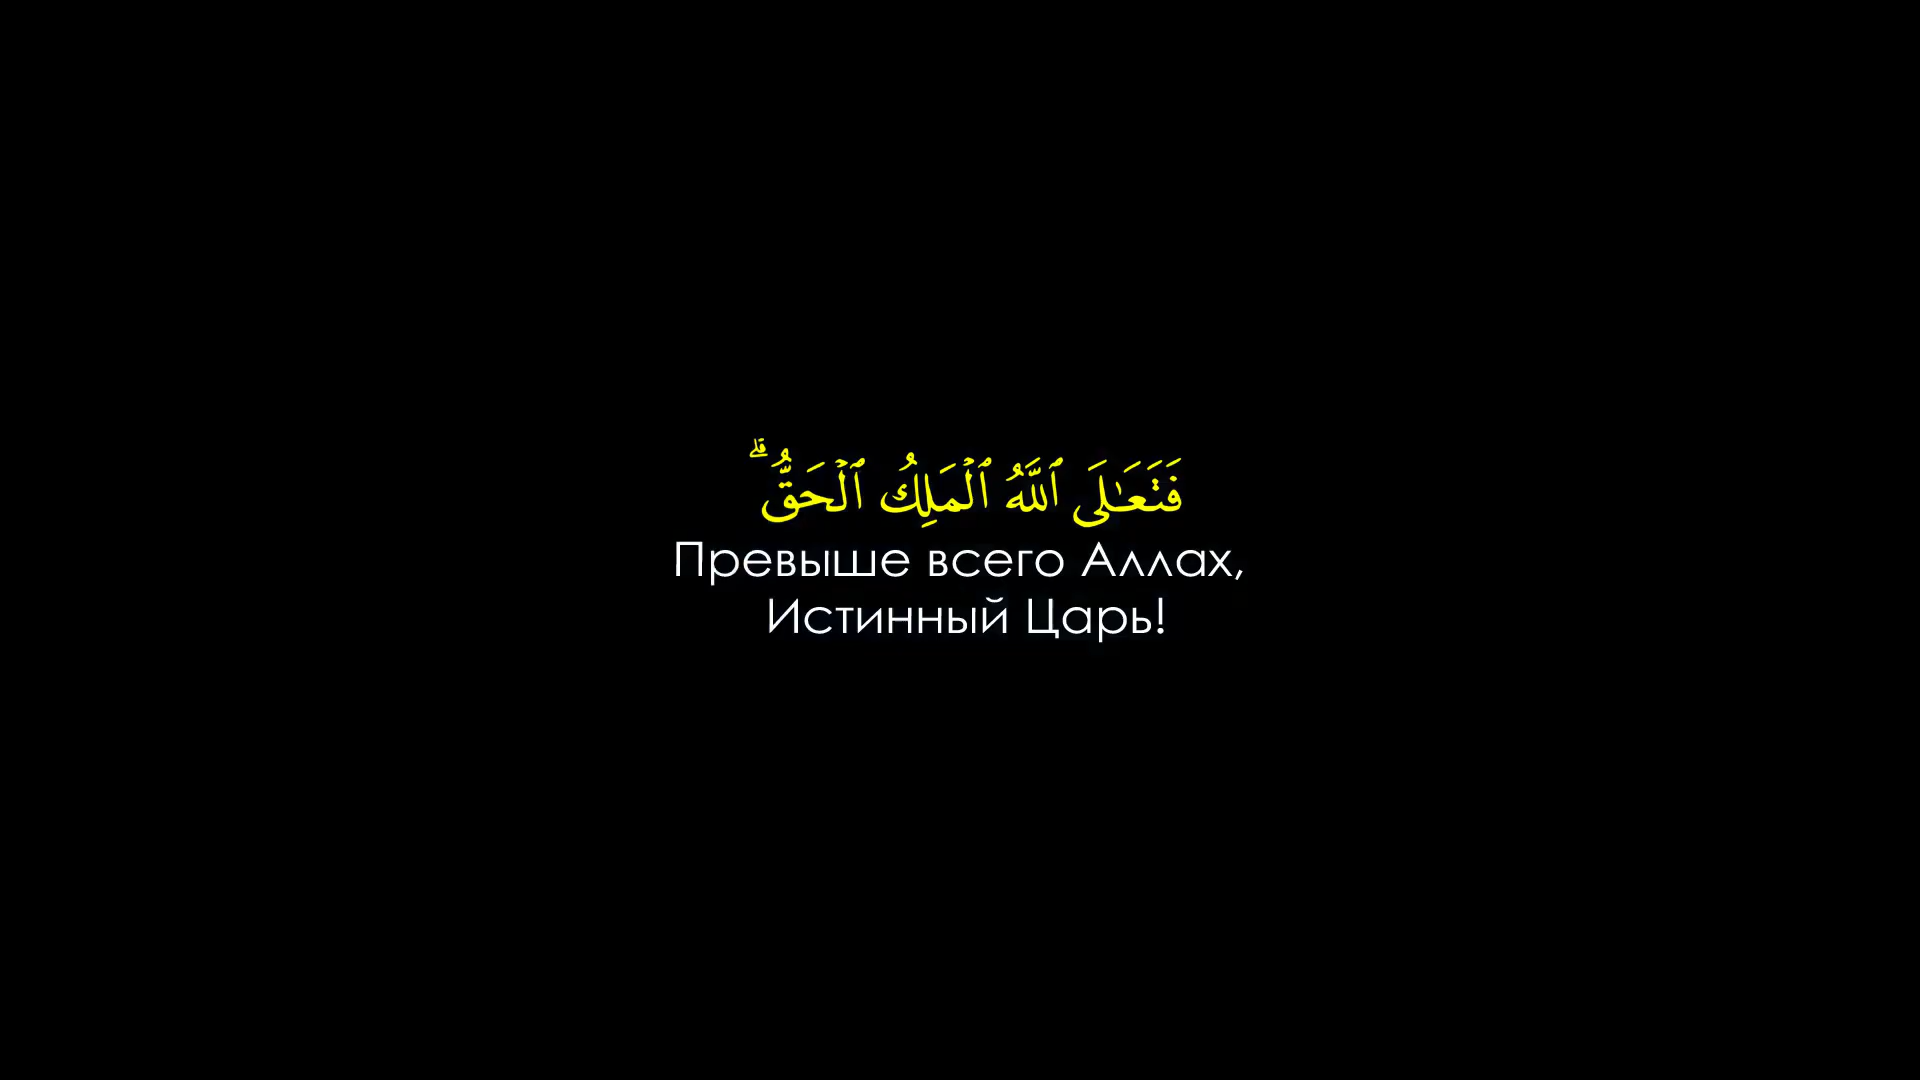 فَتَعَٰلَى ٱللَّهُ ٱلۡمَلِكُ ٱلۡحَقُّۗ
Превыше всего Аллах,
Истинный Царь!